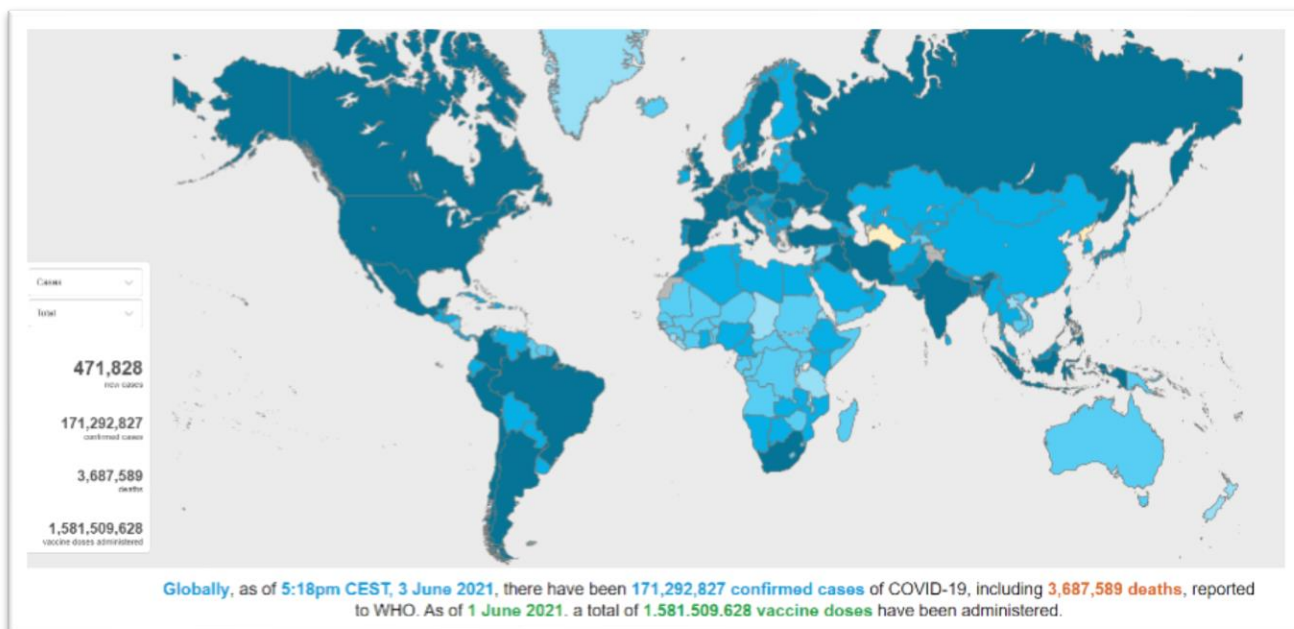 Cases
Total
471,828
new cases
171,292,827
confirmed cases
3,687,589
deaths
1,581,509,628
vaccine doses administered
Globally, as of 5:18pm CEST, 3 June 2021, there have been 171,292,827 confirmed cases of COVID-19, including 3,687,589 deaths, reported
to WHO. As of 1 June 2021. a total of 1.581.509.628 vaccine doses have been administered.